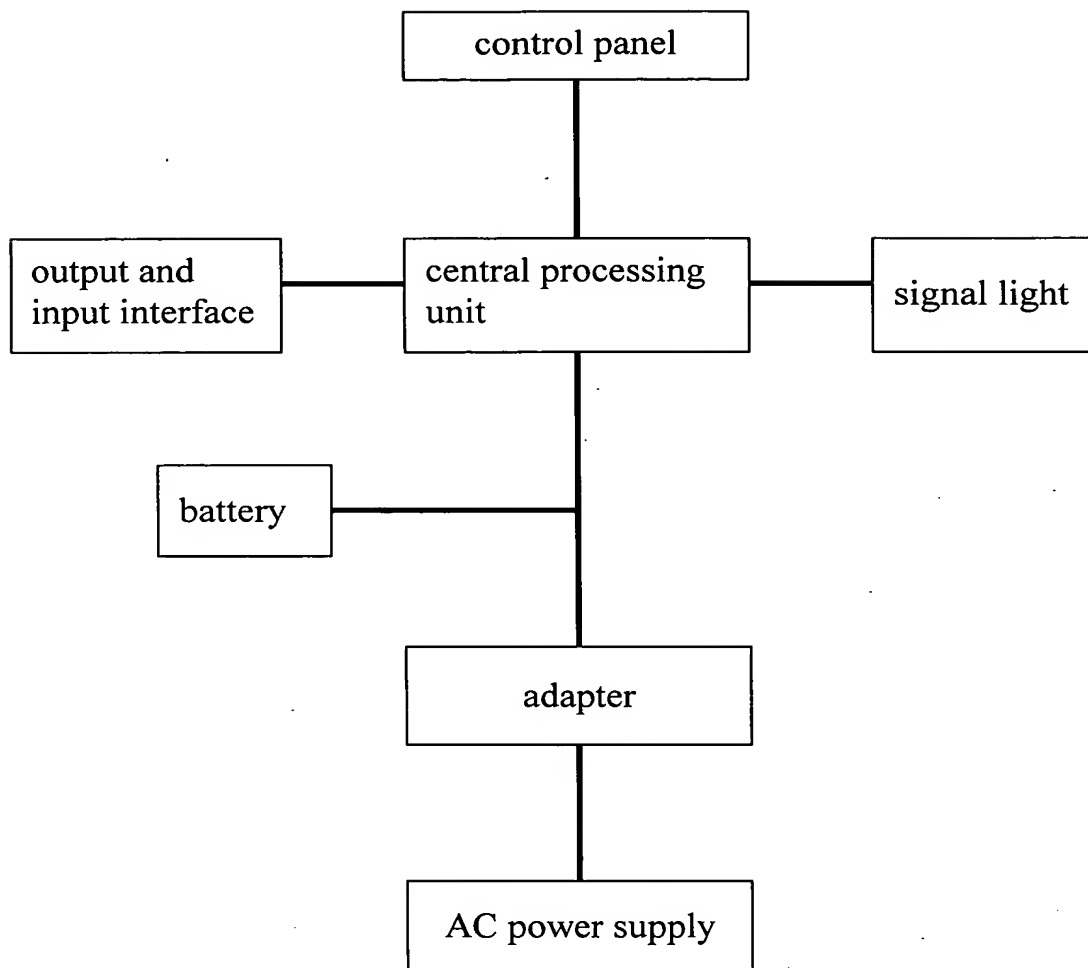 control panel
output and
input interface
central processing
unit
signal light
battery
adapter
AC power supply